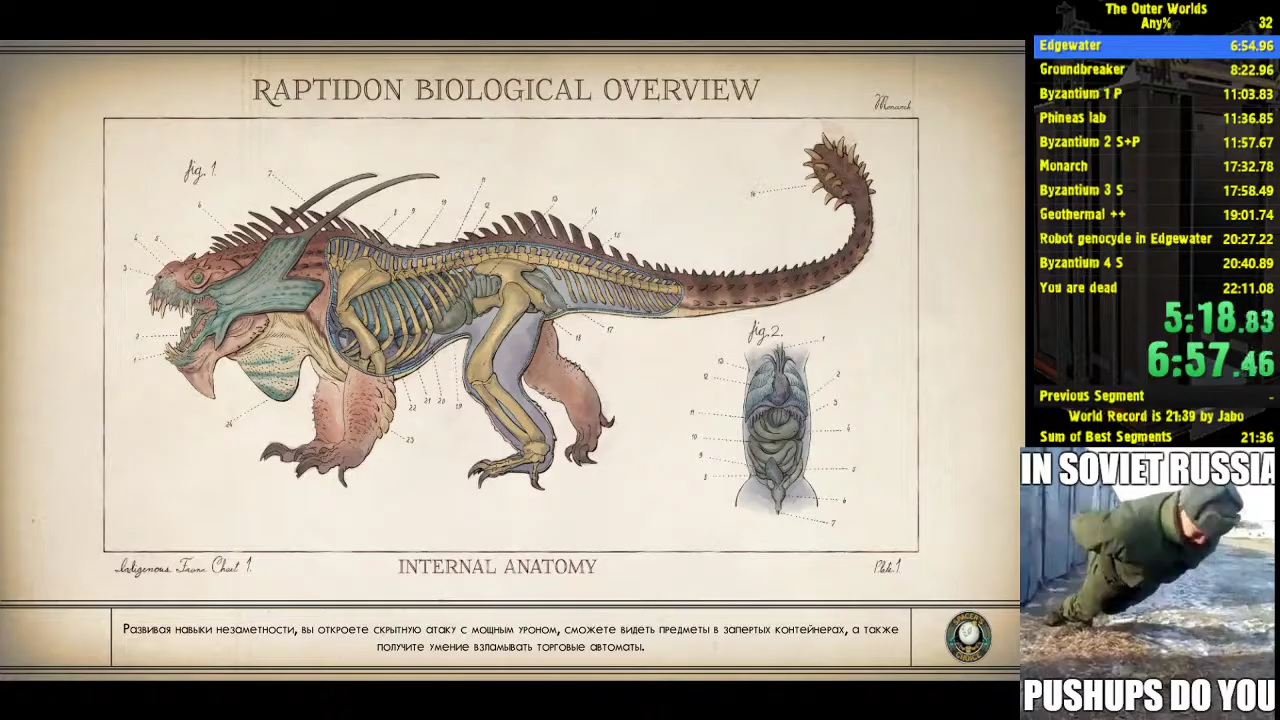 RAPTIDON BIOLOGICAL OVERVIEW
Monarch
fig. 1.
fig. 2.
Indigenous Fauna Chart 1.
INTERNAL ANATOMY
Plate 1
Развивая навыки незаметности, вы откроете скрытную атаку с мощным уроном, сможете видеть предметы в запертых контейнерах, а также
получите умение взламывать торговые автоматы.
SPACER'S
CHOICE
The Outer Worlds
Any% 32
Edgewater 6:54.96
Groundbreaker 8:22.96
Byzantium 1 P 11:03.83
Phineas lab 11:36.85
Byzantium 2 S+P 11:57.67
Monarch 17:32.78
Byzantium 3 S 17:58.49
Geothermal ++ 19:01.74
Robot genocyde in Edgewater 20:27.22
Byzantium 4 S 20:40.89
You are dead 22:11.08
5:18.83
6:57.46
Previous Segment -
World Record is 21:39 by Jabo
Sum of Best Segments 21:36
IN SOVIET RUSSIA
PUSHUPS DO YOU